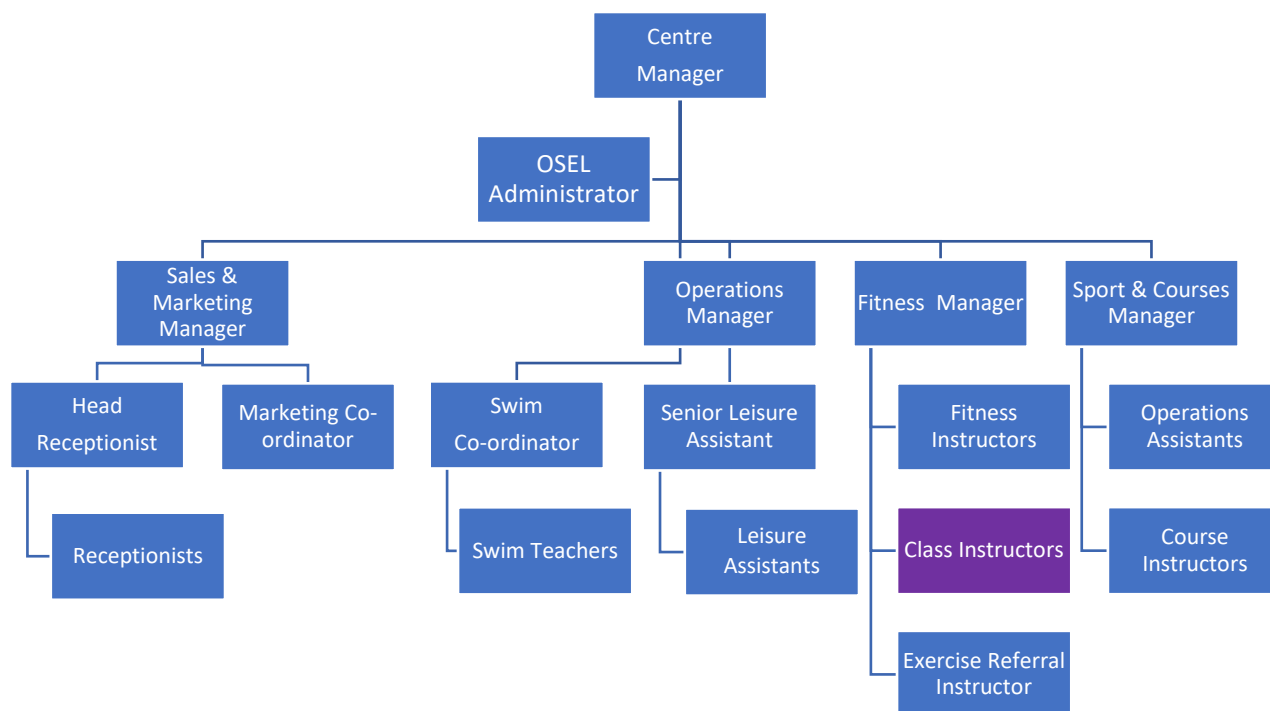 Centre
Manager
OSEL
Administrator
Sales &
Marketing
Manager
Operations
Manager
Fitness  Manager
Sport & Courses
Manager
Head
Receptionist
Marketing Co-
ordinator
Swim
Co-ordinator
Senior Leisure
Assistant
Fitness
Instructors
Operations
Assistants
Receptionists
Swim Teachers
Leisure
Assistants
Class Instructors
Course
Instructors
Exercise Referral
Instructor